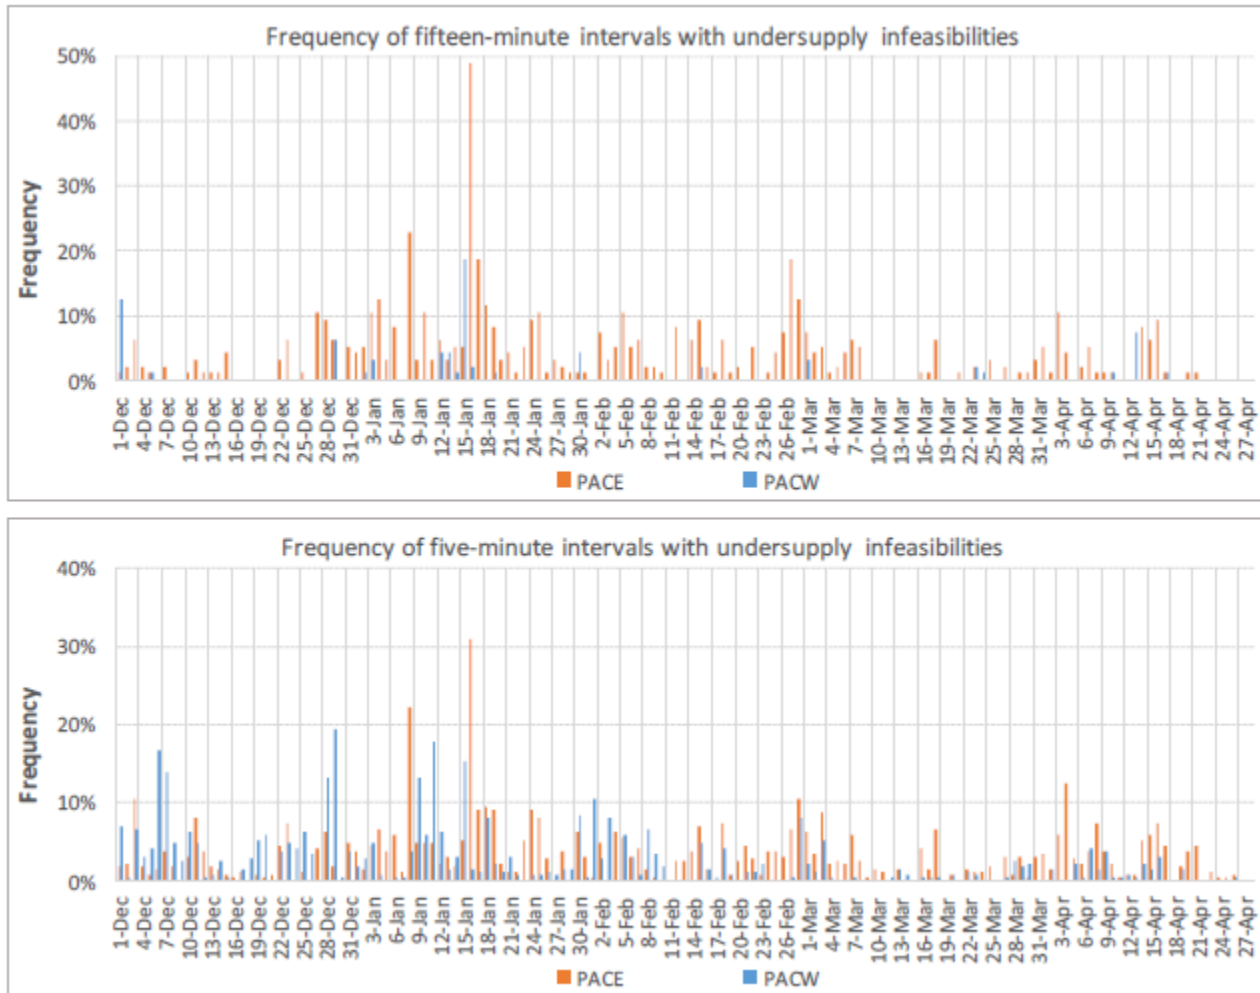 Frequency of fifteen-minute intervals with undersupply infeasibilities
50%
40%
30%
20%
10%
0%
Frequency
1-Dec
4-Dec
7-Dec
10-Dec
13-Dec
16-Dec
19-Dec
22-Dec
25-Dec
28-Dec
31-Dec
3-Jan
6-Jan
9-Jan
12-Jan
15-Jan
18-Jan
21-Jan
24-Jan
27-Jan
30-Jan
2-Feb
5-Feb
8-Feb
11-Feb
14-Feb
17-Feb
20-Feb
23-Feb
26-Feb
1-Mar
4-Mar
7-Mar
10-Mar
13-Mar
16-Mar
19-Mar
22-Mar
25-Mar
28-Mar
31-Mar
3-Apr
6-Apr
9-Apr
12-Apr
15-Apr
18-Apr
21-Apr
24-Apr
27-Apr
PACE PACW
Frequency of five-minute intervals with undersupply infeasibilities
40%
30%
20%
10%
0%
Frequency
1-Dec
4-Dec
7-Dec
10-Dec
13-Dec
16-Dec
19-Dec
22-Dec
25-Dec
28-Dec
31-Dec
3-Jan
6-Jan
9-Jan
12-Jan
15-Jan
18-Jan
21-Jan
24-Jan
27-Jan
30-Jan
2-Feb
5-Feb
8-Feb
11-Feb
14-Feb
17-Feb
20-Feb
23-Feb
26-Feb
1-Mar
4-Mar
7-Mar
10-Mar
13-Mar
16-Mar
19-Mar
22-Mar
25-Mar
28-Mar
31-Mar
3-Apr
6-Apr
9-Apr
12-Apr
15-Apr
18-Apr
21-Apr
24-Apr
27-Apr
PACE PACW